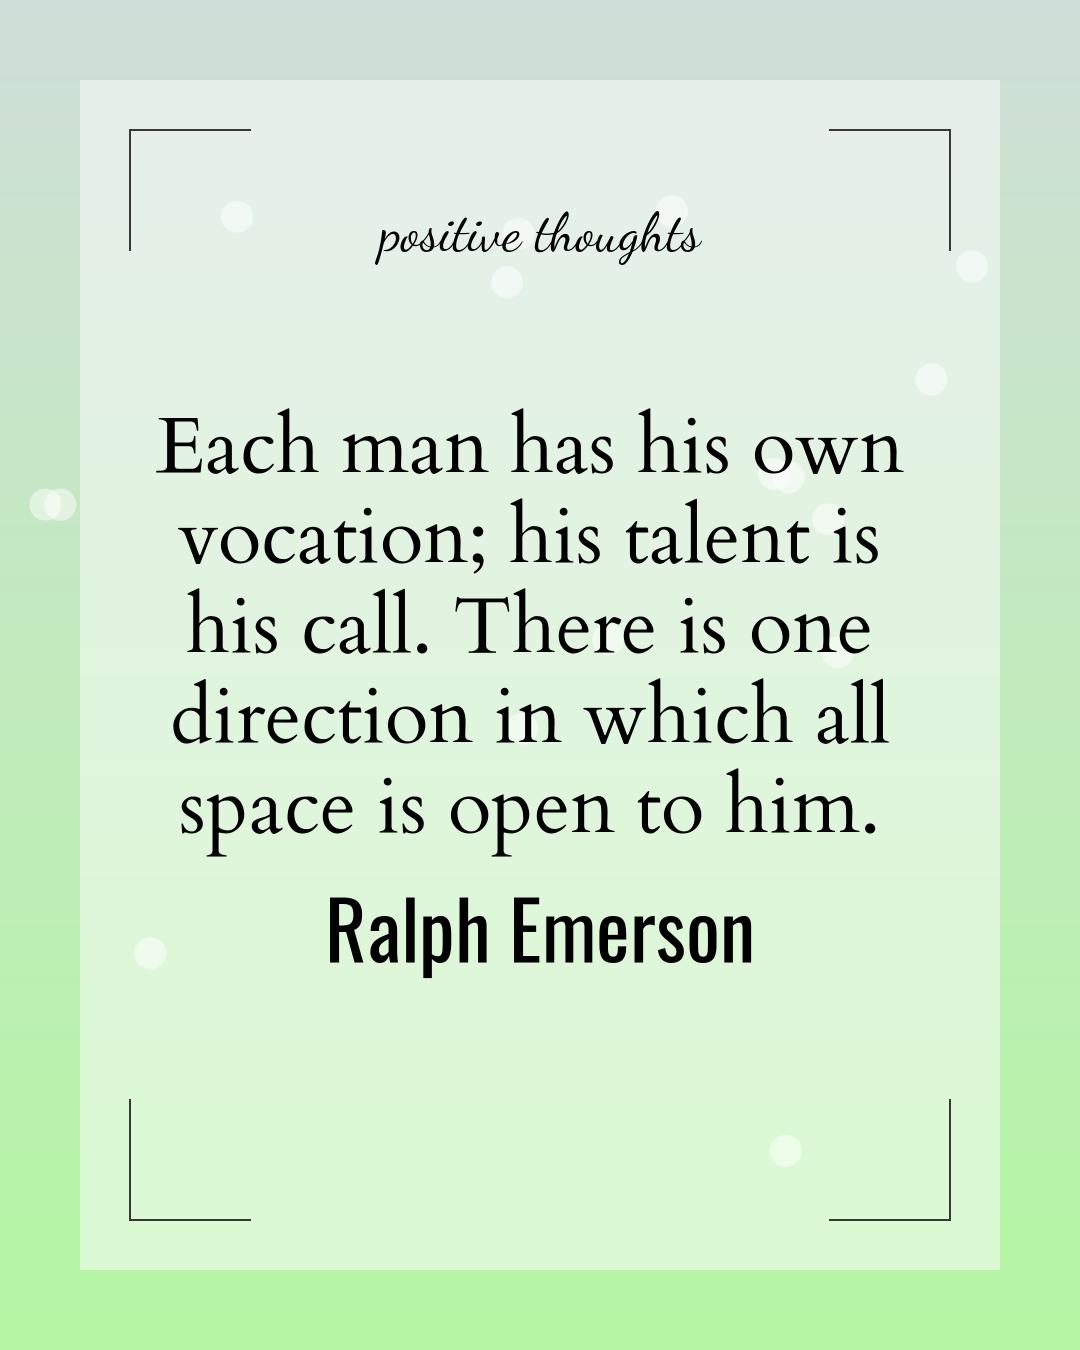 positive thoughts
Each man has his own
vocation; his talent is
his call. There is one
direction in which all
space is open to him.
Ralph Emerson